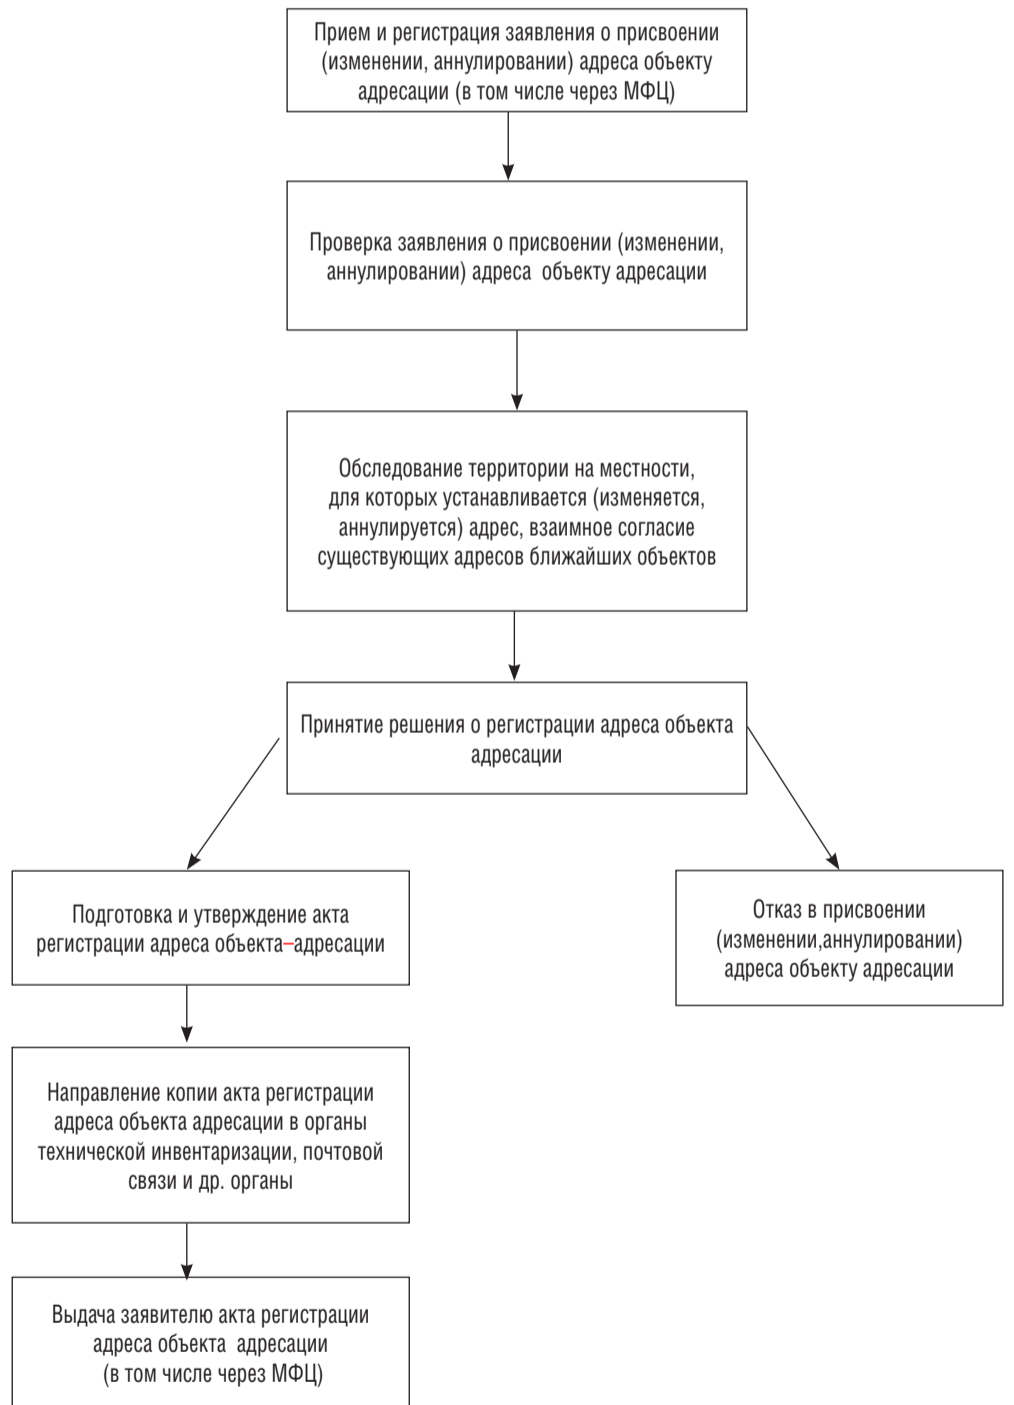 Прием и регистрация заявления о присвоении
(изменении, аннулировании) адреса объекту
адресации (в том числе через МФЦ)
Проверка заявления о присвоении (изменении,
аннулировании) адреса объекту адресации
Обследование территории на местности,
для которых устанавливается (изменяется,
аннулируется) адрес, взаимное согласие
существующих адресов ближайших объектов
Принятие решения о регистрации адреса объекта
адресации
Подготовка и утверждение акта
регистрации адреса объекта–адресации
Отказ в присвоении
(изменении,аннулировании)
адреса объекту адресации
Направление копии акта регистрации
адреса объекта адресации в органы
технической инвентаризации, почтовой
связи и др. органы
Выдача заявителю акта регистрации
адреса объекта адресации
(в том числе через МФЦ)